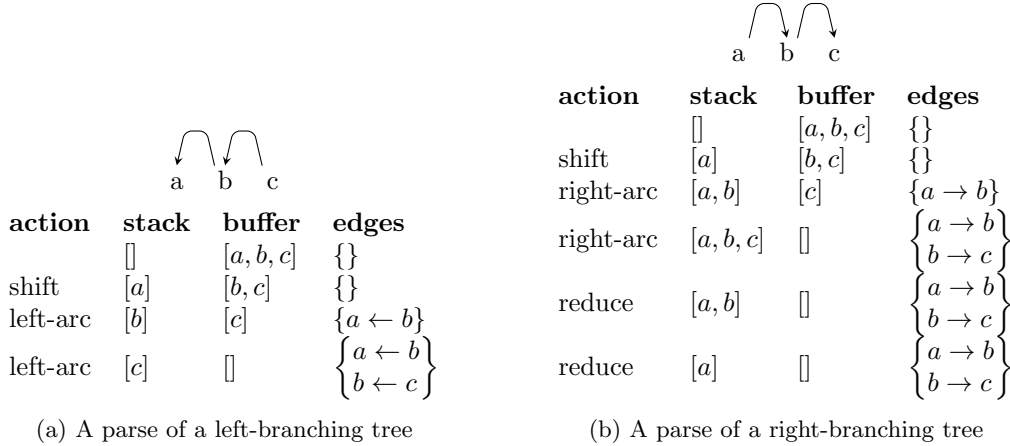 a b c
action stack buffer edges
[] [a, b, c] {}
shift [a] [b, c] {}
left-arc [b] [c] {a ← b}
left-arc [c] [] {a ← b
b ← c}
(a) A parse of a left-branching tree
a b c
action stack buffer edges
[] [a, b, c] {}
shift [a] [b, c] {}
right-arc [a, b] [c] {a → b}
right-arc [a, b, c] [] {a → b
b → c}
reduce [a, b] [] {a → b
b → c}
reduce [a] [] {a → b
b → c}
(b) A parse of a right-branching tree